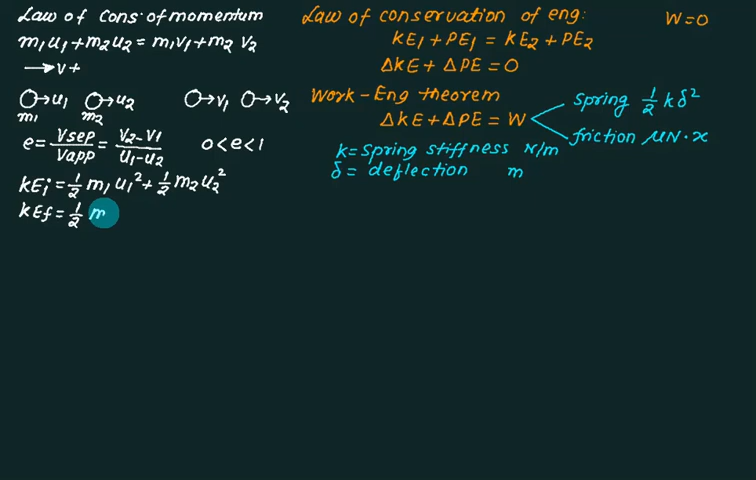 Law of Cons. of momentum
m₁u₁+m₂u₂ = m₁v₁+m₂ v₂
→ v+
→u₁ →u₂ →v₁ →v₂
m₁ m₂
e = Vsep/Vapp = V₂-V₁/U₁-U₂ 0<e<1
KEi = 1/2 m₁ u₁² + 1/2 m₂ u₂²
KEf = 1/2 m
Law of conservation of eng: W=0
KE₁ + PE₁ = KE₂ + PE₂
ΔKE + ΔPE = 0
Work-Eng theorem
ΔKE + ΔPE = W
Spring 1/2 kδ²
friction μN·x
k = Spring stiffness N/m
δ = deflection m